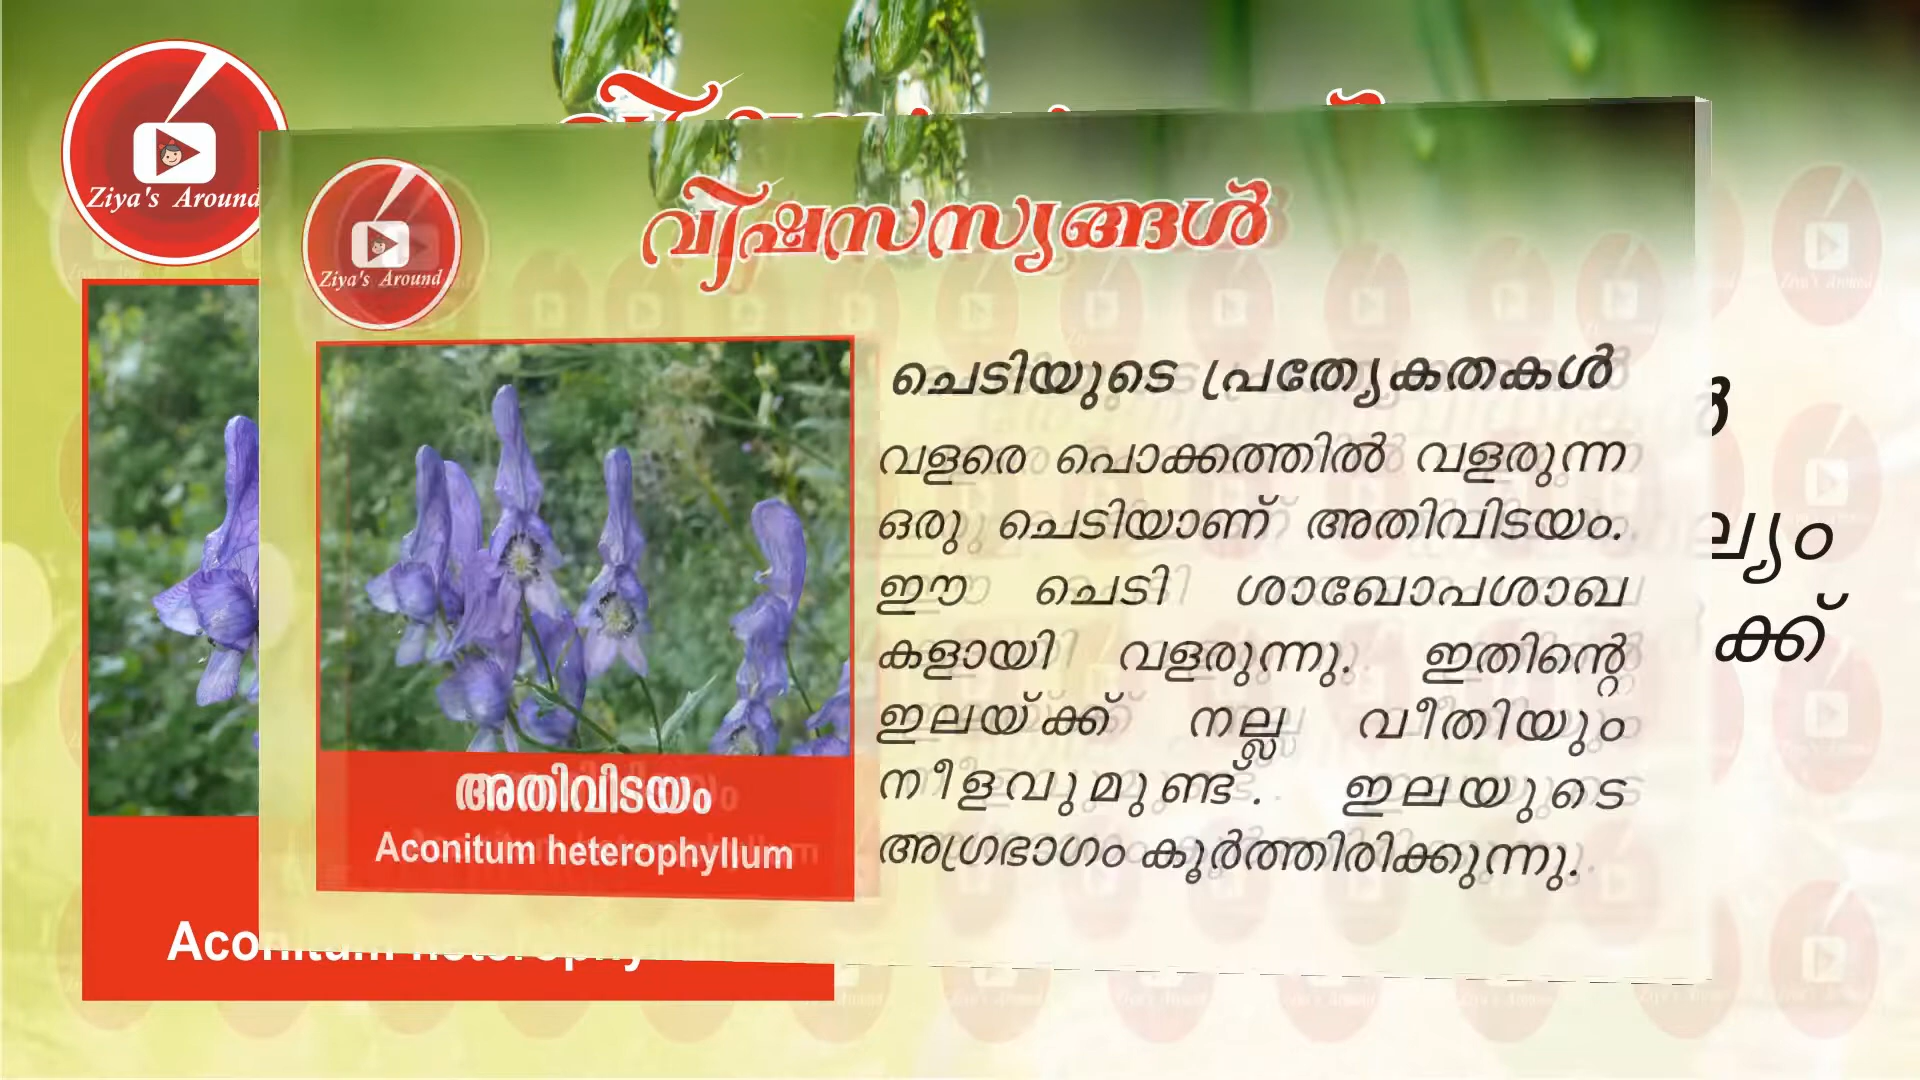 Ziya's Around
Ziya's Around
വിഷസസ്യങ്ങൾ
ചെടിയുടെ പ്രത്യേകതകൾ
വളരെ പൊക്കത്തിൽ വളരുന്ന
ഒരു ചെടിയാണ് അതിവിടയം.
ഈ ചെടി ശാഖോപശാഖ
കളായി വളരുന്നു. ഇതിന്റെ
ഇലയ്ക്ക് നല്ല വീതിയും
നീളവുമുണ്ട്. ഇലയുടെ
അഗ്രഭാഗം കൂർത്തിരിക്കുന്നു.
അതിവിടയം
Aconitum heterophyllum